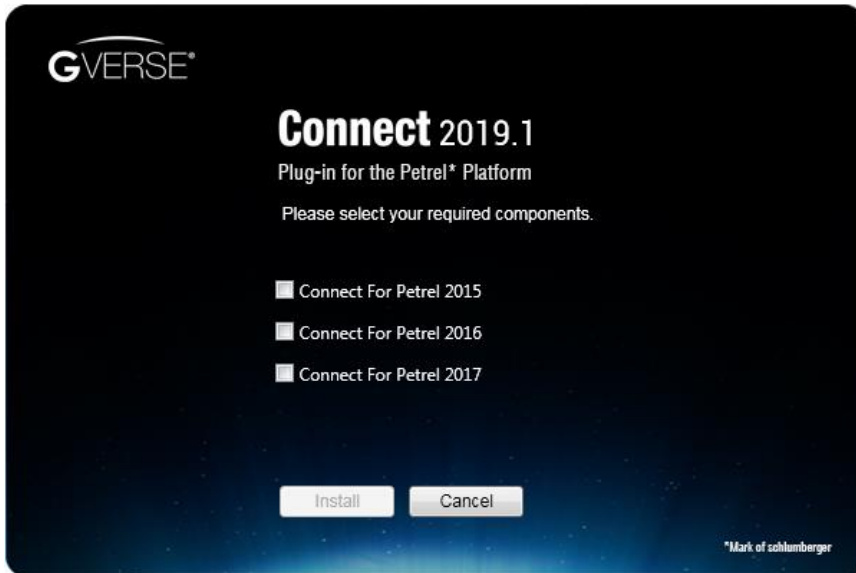 GVERSE®
Connect 2019.1
Plug-in for the Petrel* Platform
Please select your required components.
Connect For Petrel 2015
Connect For Petrel 2016
Connect For Petrel 2017
Install Cancel
*Mark of schlumberger